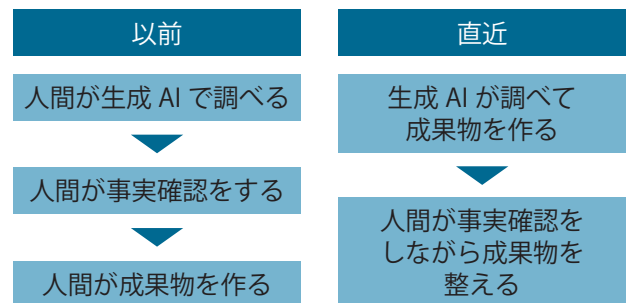 以前
人間が生成 AI で調べる
人間が事実確認をする
人間が成果物を作る
直近
生成 AI が調べて
成果物を作る
人間が事実確認を
しながら成果物を
整える